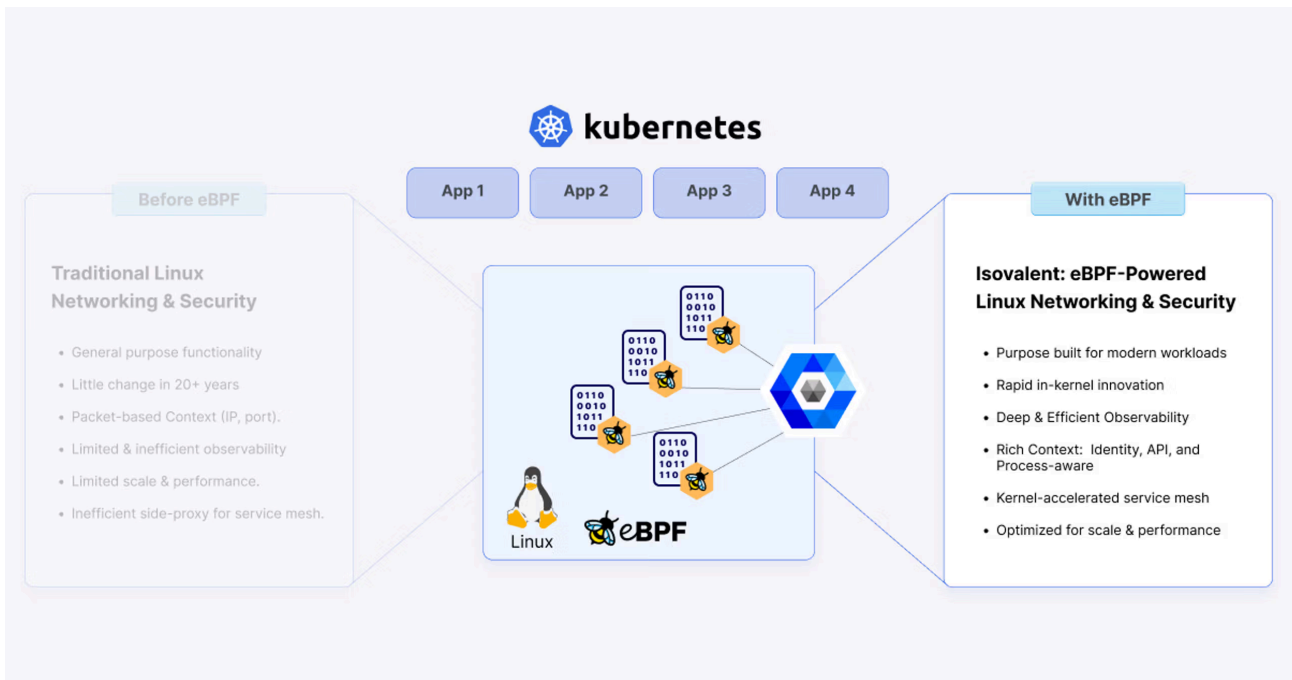 kubernetes
App 1
App 2
App 3
App 4
Before eBPF
Traditional Linux
Networking & Security
• General purpose functionality
• Little change in 20+ years
• Packet-based Context (IP, port).
• Limited & inefficient observability
• Limited scale & performance.
• Inefficient side-proxy for service mesh.
0110
0010
1011
110
0110
0010
1011
110
0110
0010
1011
110
0110
0010
1011
110
Linux
eBPF
With eBPF
Isovalent: eBPF-Powered
Linux Networking & Security
• Purpose built for modern workloads
• Rapid in-kernel innovation
• Deep & Efficient Observability
• Rich Context: Identity, API, and
Process-aware
• Kernel-accelerated service mesh
• Optimized for scale & performance